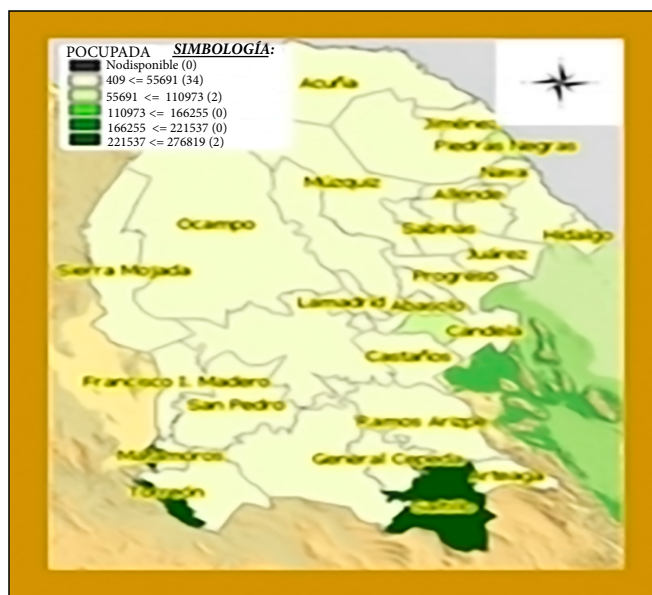 POCUPADA SIMBOLOGÍA:
Nodisponible (0)
409 <= 55691 (34)
55691 <= 110973 (2)
110973 <= 166255 (0)
166255 <= 221537 (0)
221537 <= 276819 (2)
Acuña
Jiménez
Piedras Negras
Nava
Múzquiz
Allende
Ocampo
Sabinas
Hidalgo
Juárez
Sierra Mojada
Progreso
Lamadrid
Abasolo
Candela
Castaños
Francisco I. Madero
San Pedro
Ramos Arizpe
Matamoros
General Cepeda
Arteaga
Torreón
Saltillo